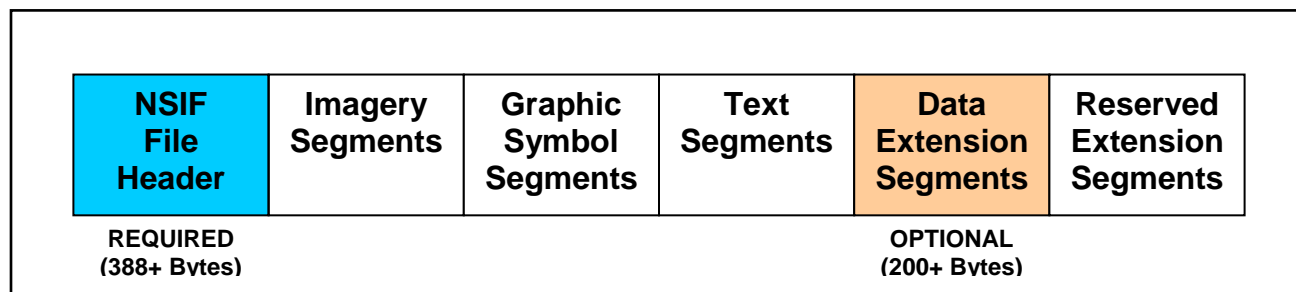 NSIF
File
Header
Imagery
Segments
Graphic
Symbol
Segments
Text
Segments
Data
Extension
Segments
Reserved
Extension
Segments
REQUIRED
(388+ Bytes)
OPTIONAL
(200+ Bytes)